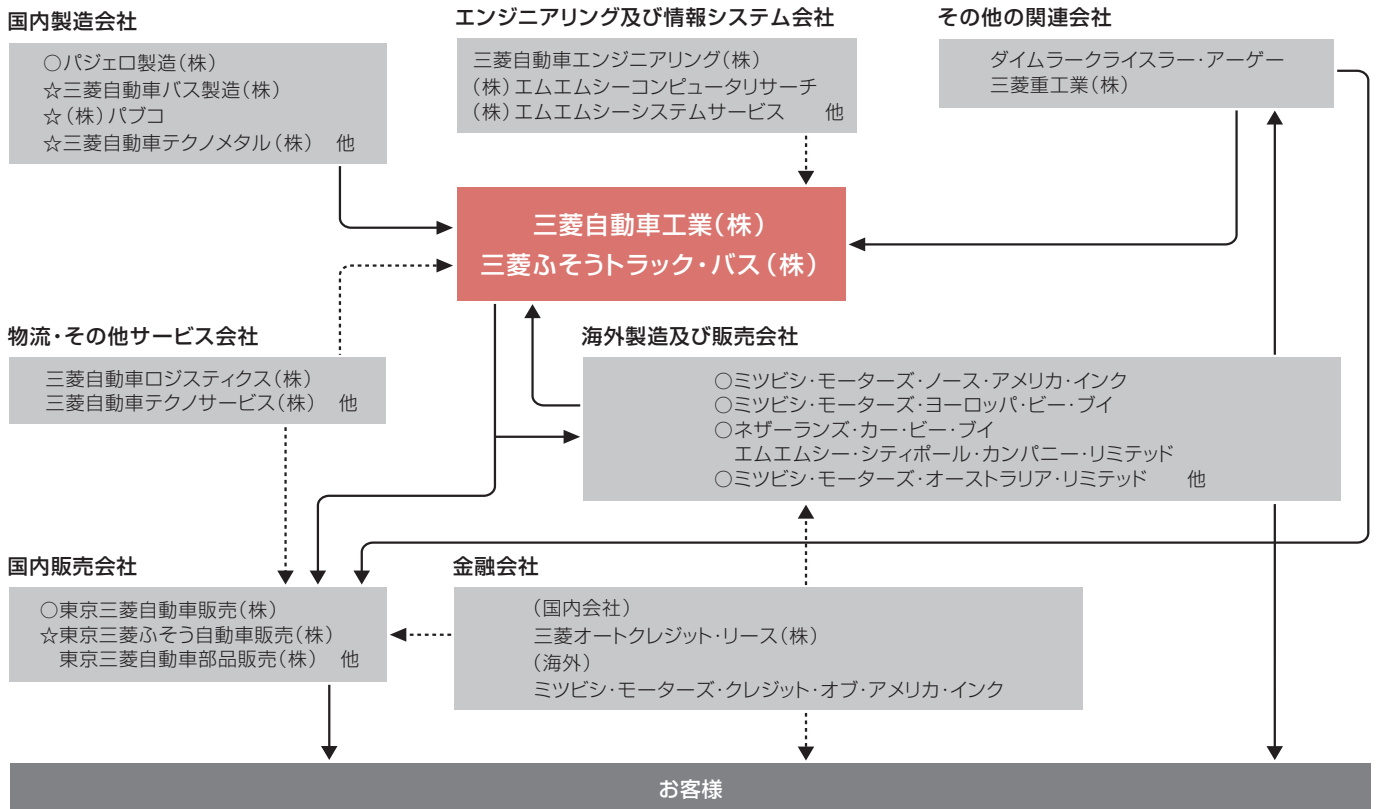 国内製造会社
○パジェロ製造(株)
☆三菱自動車バス製造(株)
☆(株)パブコ
☆三菱自動車テクノメタル(株) 他
エンジニアリング及び情報システム会社
三菱自動車エンジニアリング(株)
(株)エムエムシーコンピュータリサーチ
(株)エムエムシーシステムサービス 他
その他の関連会社
ダイムラークライスラー・アーゲー
三菱重工業(株)
三菱自動車工業(株)
三菱ふそうトラック・バス(株)
物流・その他サービス会社
三菱自動車ロジスティクス(株)
三菱自動車テクノサービス(株) 他
海外製造及び販売会社
○ミツビシ・モーターズ・ノース・アメリカ・インク
○ミツビシ・モーターズ・ヨーロッパ・ビー・ブイ
○ネザーランズ・カー・ビー・ブイ
エムエムシー・シティポール・カンパニー・リミテッド
○ミツビシ・モーターズ・オーストラリア・リミテッド 他
国内販売会社
○東京三菱自動車販売(株)
☆東京三菱ふそう自動車販売(株)
東京三菱自動車部品販売(株) 他
金融会社
(国内会社)
三菱オートクレジット・リース(株)
(海外)
ミツビシ・モーターズ・クレジット・オブ・アメリカ・インク
お客様